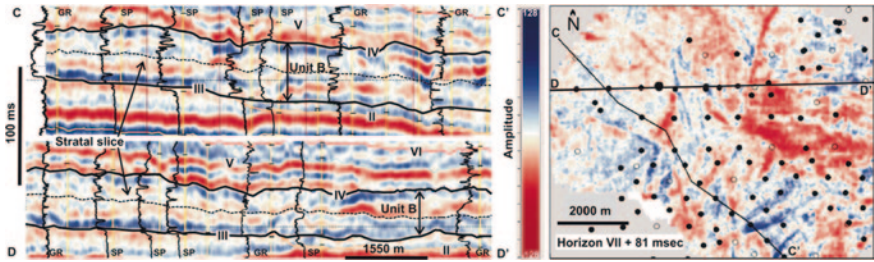 C GR SP SP SP SP GR C'
V
IV
Unit B
III
II
100 ms
Stratal slice
V VI
IV
Unit B
III
II
D GR SP SP GR SP 1550 m GR D'
Amplitude
128
N
C
D D'
2000 m
C'
Horizon VII + 81 msec